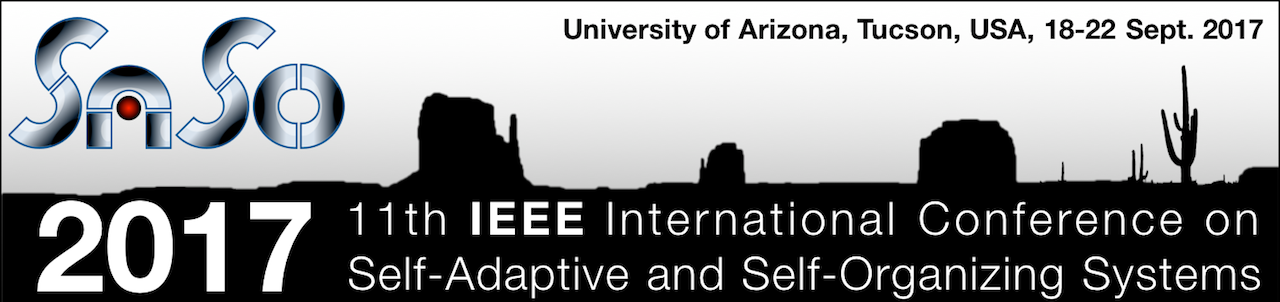 SaSo
University of Arizona, Tucson, USA, 18-22 Sept. 2017
2017
11th IEEE International Conference on
Self-Adaptive and Self-Organizing Systems